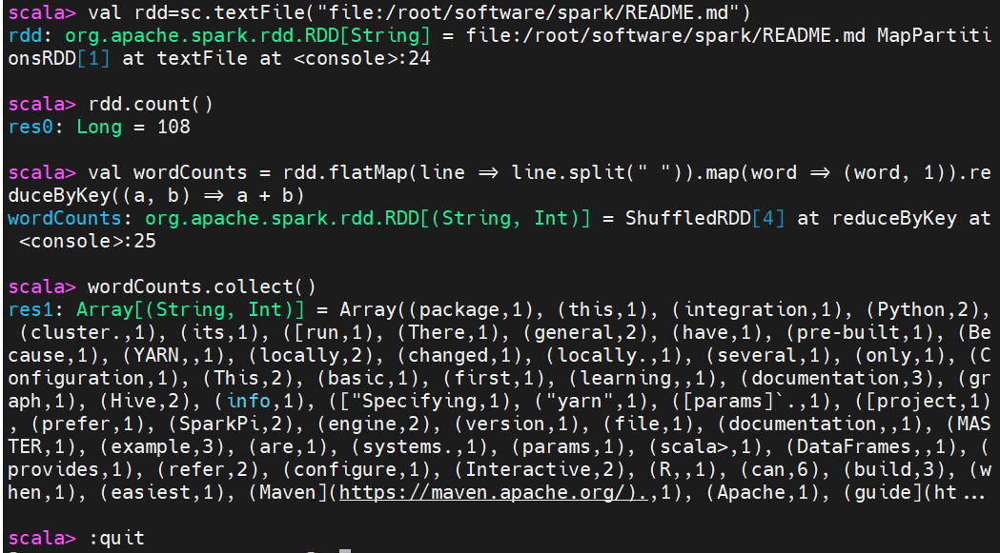 scala> val rdd=sc.textFile("file:/root/software/spark/README.md")
rdd: org.apache.spark.rdd.RDD[String] = file:/root/software/spark/README.md MapPartiti
onsRDD[1] at textFile at <console>:24
scala> rdd.count()
res0: Long = 108
scala> val wordCounts = rdd.flatMap(line => line.split(" ")).map(word => (word, 1)).re
duceByKey((a, b) => a + b)
wordCounts: org.apache.spark.rdd.RDD[(String, Int)] = ShuffledRDD[4] at reduceByKey at
<console>:25
scala> wordCounts.collect()
res1: Array[(String, Int)] = Array((package,1), (this,1), (integration,1), (Python,2),
(cluster.,1), (its,1), ([run,1), (There,1), (general,2), (have,1), (pre-built,1), (Be
cause,1), (YARN,,1), (locally,2), (changed,1), (locally.,1), (several,1), (only,1), (C
onfiguration,1), (This,2), (basic,1), (first,1), (learning,,1), (documentation,3), (gr
aph,1), (Hive,2), (info,1), (["Specifying,1), ("yarn",1), ([params]`.,1), ([project,1)
, (prefer,1), (SparkPi,2), (engine,2), (version,1), (file,1), (documentation,,1), (MAS
TER,1), (example,3), (are,1), (systems.,1), (params,1), (scala>,1), (DataFrames,,1), (
provides,1), (refer,2), (configure,1), (Interactive,2), (R,,1), (can,6), (build,3), (w
hen,1), (easiest,1), (Maven](https://maven.apache.org/).,1), (Apache,1), (guide](ht...
scala> :quit